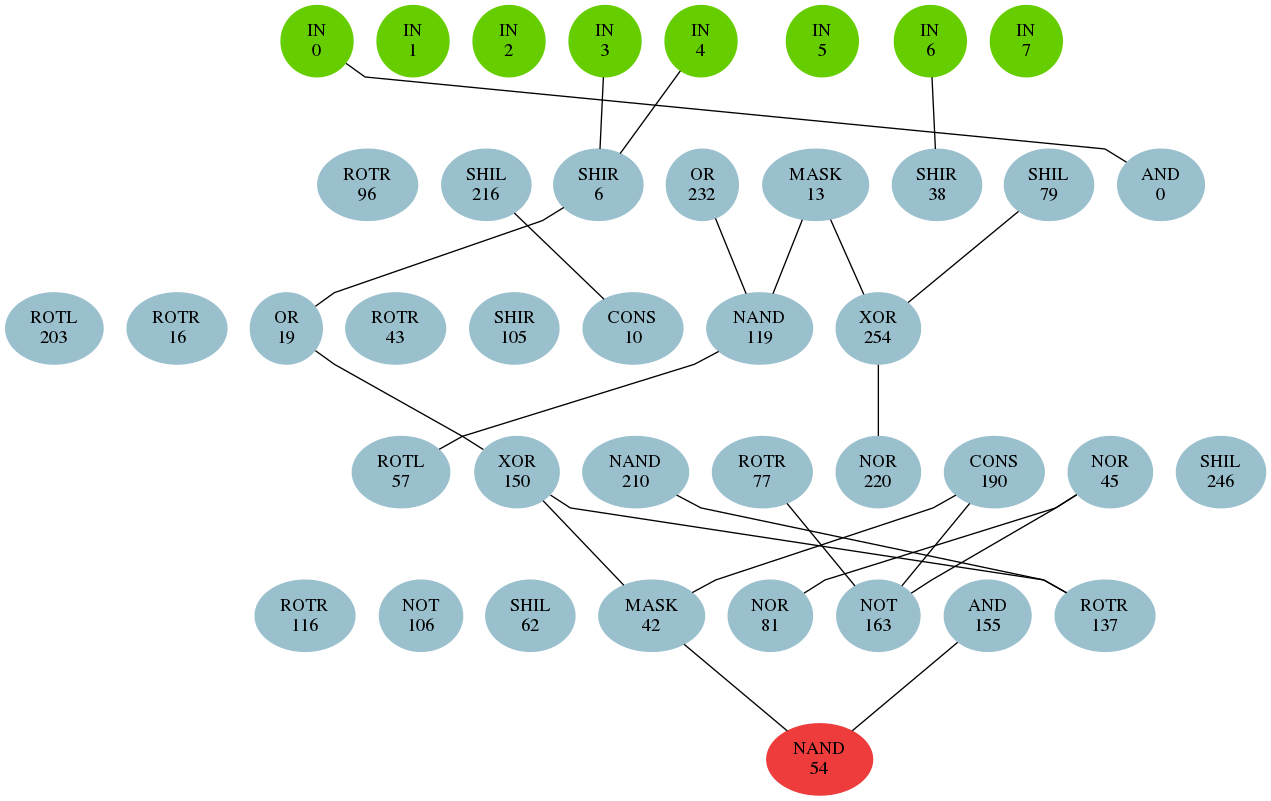 IN
0
IN
1
IN
2
IN
3
IN
4
IN
5
IN
6
IN
7
ROTR
96
SHIL
216
SHIR
6
OR
232
MASK
13
SHIR
38
SHIL
79
AND
0
ROTL
203
ROTR
16
OR
19
ROTR
43
SHIR
105
CONS
10
NAND
119
XOR
254
ROTL
57
XOR
150
NAND
210
ROTR
77
NOR
220
CONS
190
NOR
45
SHIL
246
ROTR
116
NOT
106
SHIL
62
MASK
42
NOR
81
NOT
163
AND
155
ROTR
137
NAND
54